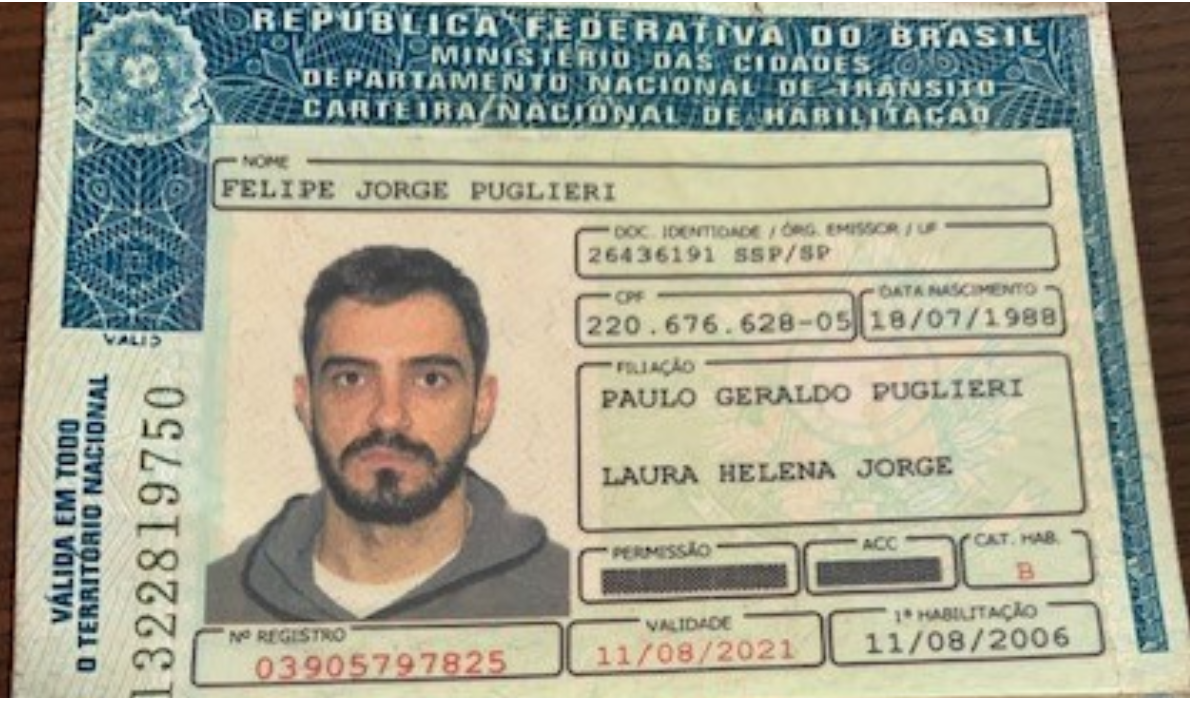 REPÚBLICA FEDERATIVA DO BRASIL
MINISTÉRIO DAS CIDADES
DEPARTAMENTO NACIONAL DE TRÂNSITO
CARTEIRA NACIONAL DE HABILITAÇÃO
NOME
FELIPE JORGE PUGLIERI
DOC. IDENTIDADE / ÓRG. EMISSOR / UF
26436191 SSP/SP
CPF
220.676.628-05
DATA NASCIMENTO
18/07/1988
FILIAÇÃO
PAULO GERALDO PUGLIERI
LAURA HELENA JORGE
PERMISSÃO
ACC
CAT. HAB.
B
Nº REGISTRO
03905797825
VALIDADE
11/08/2021
1ª HABILITAÇÃO
11/08/2006
VÁLIDA EM TODO
O TERRITÓRIO NACIONAL
1322819750